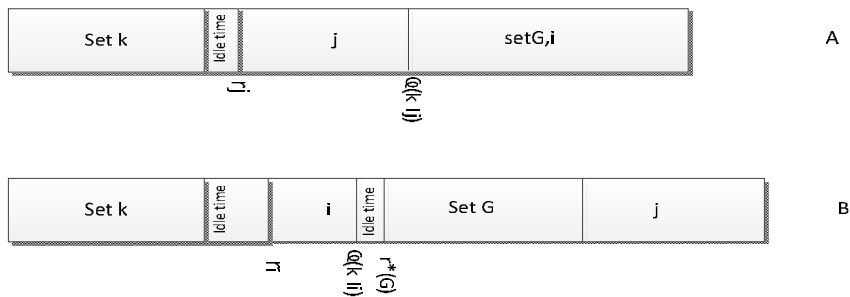 Set k
Idle time
j
setG,i
A
rj
φ(k ij)
Set k
Idle time
i
Idle time
Set G
j
B
ri
φ(k ii)
r*(G)